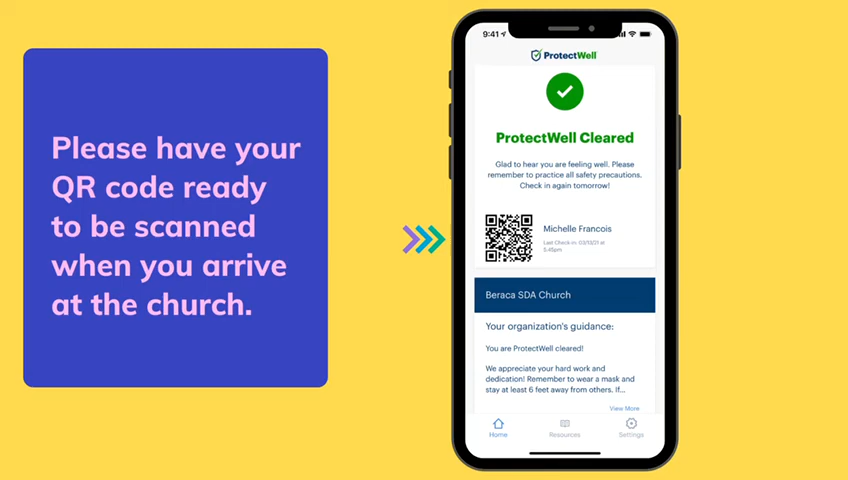 Please have your
QR code ready
to be scanned
when you arrive
at the church.
9:41
ProtectWell
ProtectWell Cleared
Glad to hear you are feeling well. Please
remember to practice all safety precautions.
Check in again tomorrow!
Michelle Francois
Last Check-in: 03/13/21 at
5:45pm
Beraca SDA Church
Your organization's guidance:
You are ProtectWell cleared!
We appreciate your hard work and
dedication! Remember to wear a mask and
stay at least 6 feet away from others. If...
View More
Home
Resources
Settings